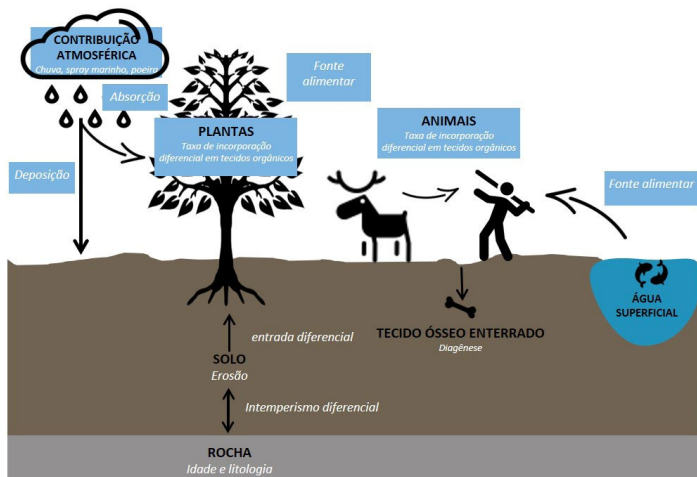 CONTRIBUIÇÃO
ATMOSFÉRICA
Chuva, spray marinho, poeira
Absorção
Fonte
alimentar
PLANTAS
Taxa de incorporação
diferencial em tecidos orgânicos
ANIMAIS
Taxa de incorporação
diferencial em tecidos orgânicos
Deposição
Fonte alimentar
ÁGUA
SUPERFICIAL
TECIDO ÓSSEO ENTERRADO
Diagênese
entrada diferencial
SOLO
Erosão
Intemperismo diferencial
ROCHA
Idade e litologia